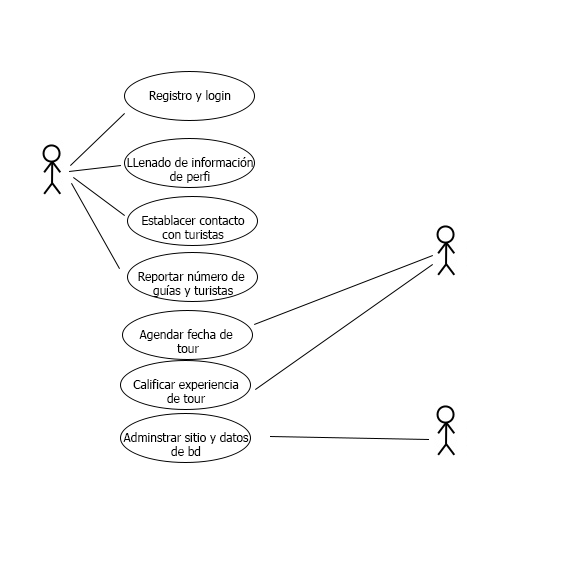 Registro y login
LLenado de información
de perfi
Establacer contacto
con turistas
Reportar número de
guías y turistas
Agendar fecha de
tour
Calificar experiencia
de tour
Adminstrar sitio y datos
de bd